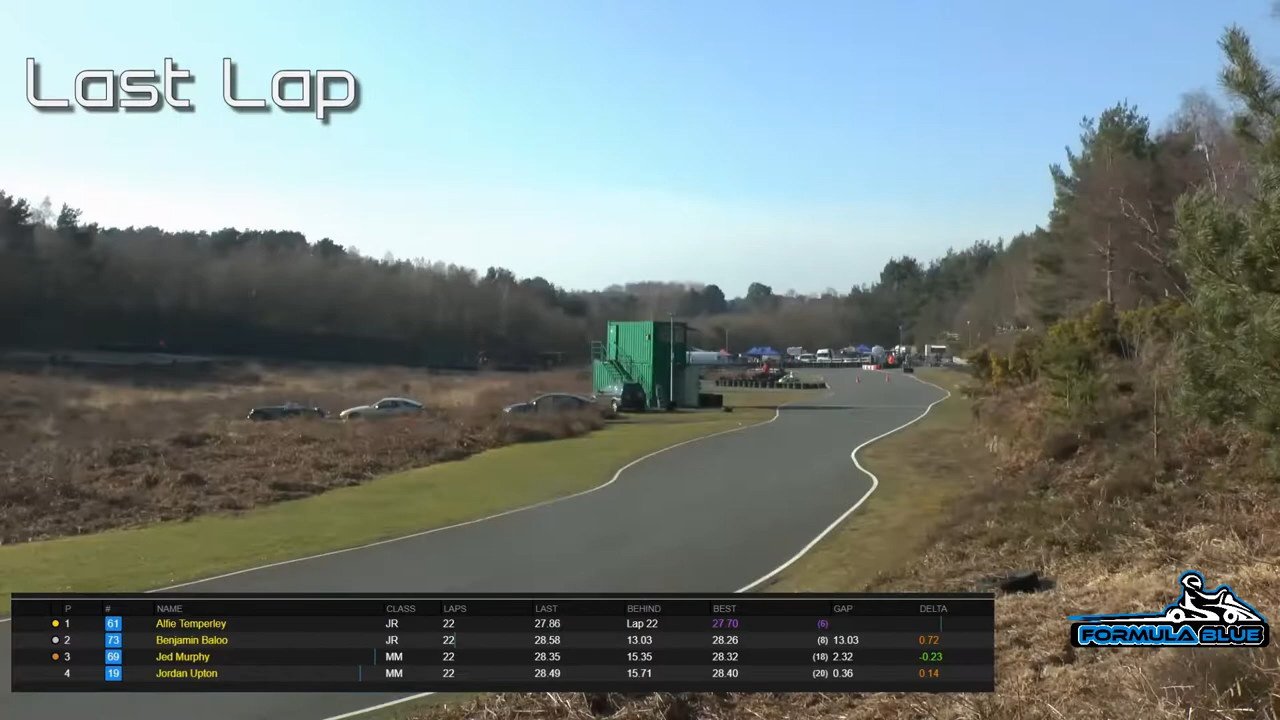 Last Lap
P # NAME CLASS LAPS LAST BEHIND BEST GAP DELTA
1 61 Alfie Temperley JR 22 27.86 Lap 22 27.70 (6)
2 73 Benjamin Baloo JR 22 28.58 13.03 28.26 (8) 13.03 0.72
3 69 Jed Murphy MM 22 28.35 15.35 28.32 (18) 2.32 -0.23
4 19 Jordan Upton MM 22 28.49 15.71 28.40 (20) 0.36 0.14
FORMULA BLUE